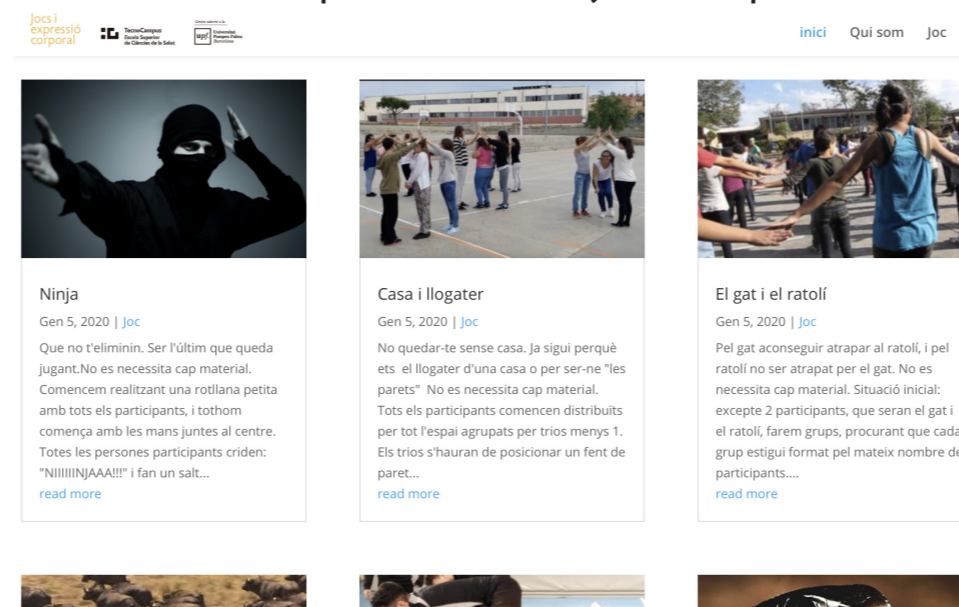 Jocs i
expressió
corporal
TecnoCampus
Escola Superior
de Ciències de la Salut
upf.
Universitat
Pompeu Fabra
Barcelona
inici Qui som Joc
Ninja
Gen 5, 2020 | Joc
Que no t'eliminin. Ser l'últim que queda
jugant.No es necessita cap material.
Comencem realitzant una rotllana petita
amb tots els participants, i tothom
comença amb les mans juntes al centre.
Totes les persones participants criden:
"NIIIIIINJAAA!!!" i fan un salt...
read more
Casa i llogater
Gen 5, 2020 | Joc
No quedar-te sense casa. Ja sigui perquè
ets el llogater d'una casa o per ser-ne "les
parets" No es necessita cap material.
Tots els participants comencen distribuïts
per tot l'espai agrupats per trios menys 1.
Els trios s'hauran de posicionar un fent de
paret...
read more
El gat i el ratolí
Gen 5, 2020 | Joc
Pel gat aconseguir atrapar al ratolí, i pel
ratolí no ser atrapat per el gat. No es
necessita cap material. Situació inicial:
excepte 2 participants, que seran el gat i
el ratolí, farem grups, procurant que cada
grup estigui format pel mateix nombre de
participants....
read more